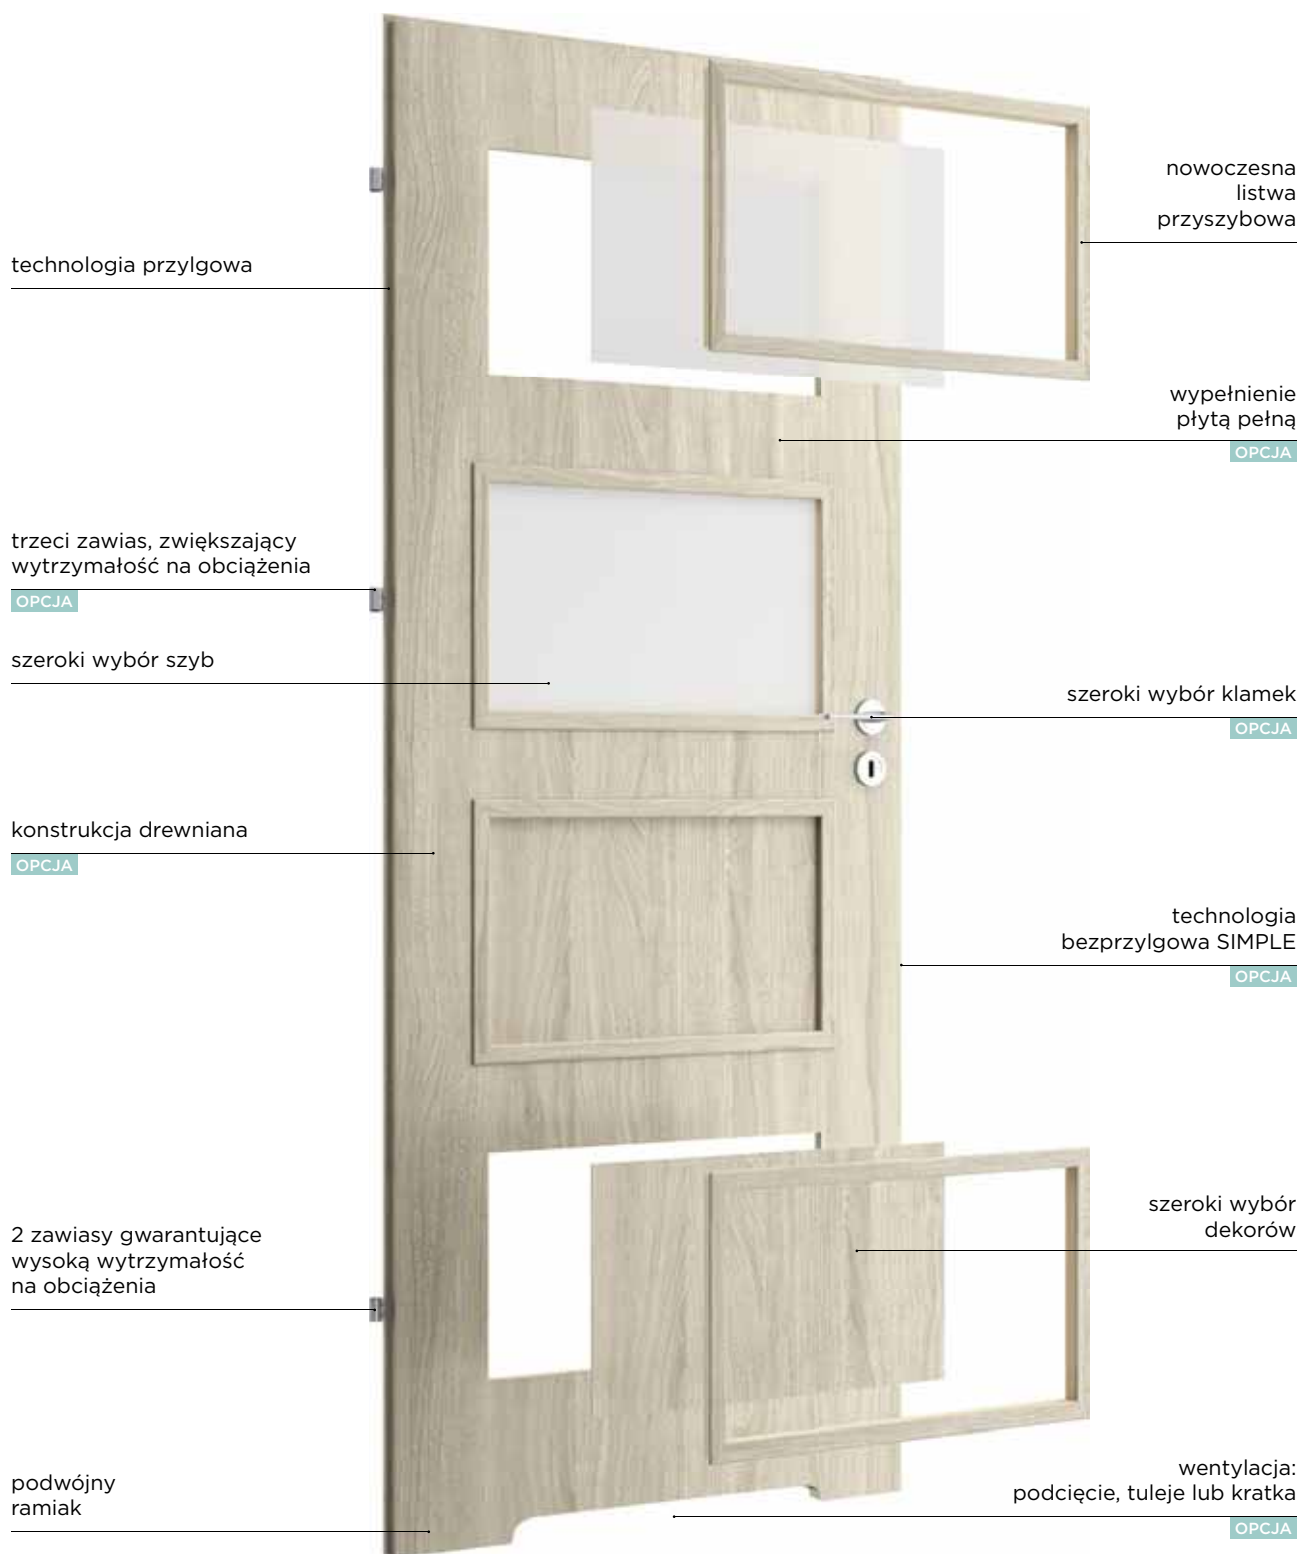 technologia przylgowa
trzeci zawias, zwiększający
wytrzymałość na obciążenia
OPCJA
szeroki wybór szyb
konstrukcja drewniana
OPCJA
2 zawiasy gwarantujące
wysoką wytrzymałość
na obciążenia
podwójny
ramiak
nowoczesna
listwa
przyszybowa
wypełnienie
płytą pełną
OPCJA
szeroki wybór klamek
OPCJA
technologia
bezprzylgowa SIMPLE
OPCJA
szeroki wybór
dekorów
wentylacja:
podcięcie, tuleje lub kratka
OPCJA